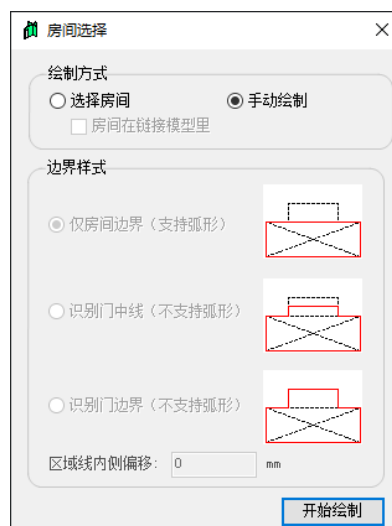 房间选择
绘制方式
选择房间 手动绘制
房间在链接模型里
边界样式
仅房间边界（支持弧形）
识别门中线（不支持弧形）
识别门边界（不支持弧形）
区域线内侧偏移: 0 mm
开始绘制